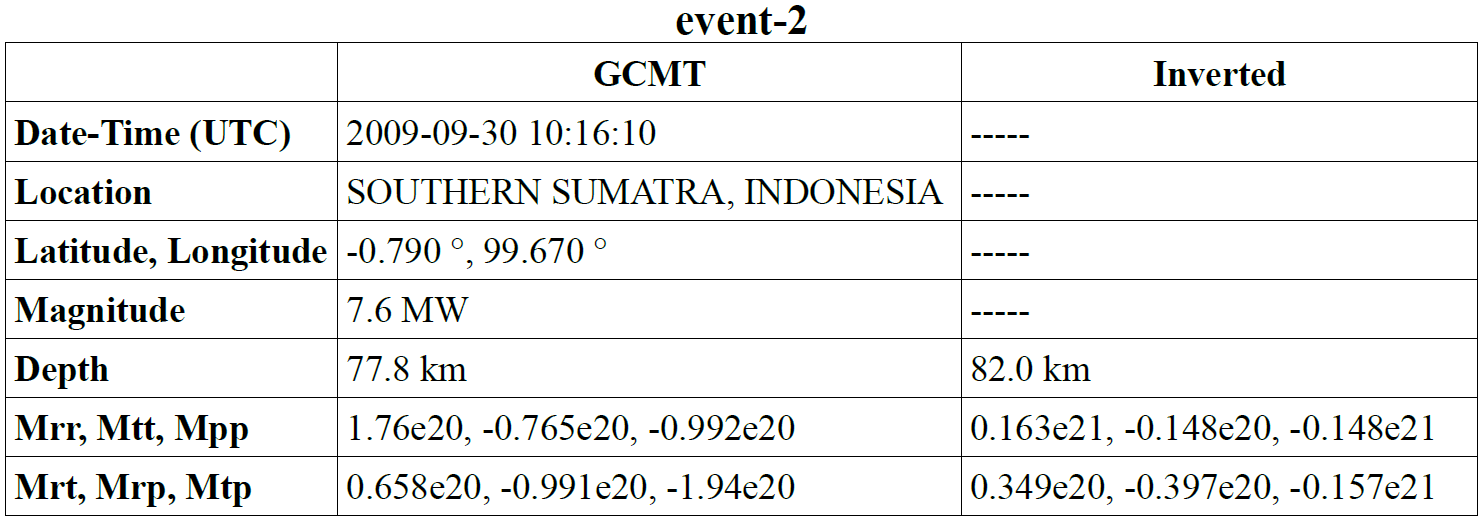 event-2
GCMT Inverted
Date-Time (UTC) 2009-09-30 10:16:10 -----
Location SOUTHERN SUMATRA, INDONESIA -----
Latitude, Longitude -0.790 °, 99.670 ° -----
Magnitude 7.6 MW -----
Depth 77.8 km 82.0 km
Mrr, Mtt, Mpp 1.76e20, -0.765e20, -0.992e20 0.163e21, -0.148e20, -0.148e21
Mrt, Mrp, Mtp 0.658e20, -0.991e20, -1.94e20 0.349e20, -0.397e20, -0.157e21